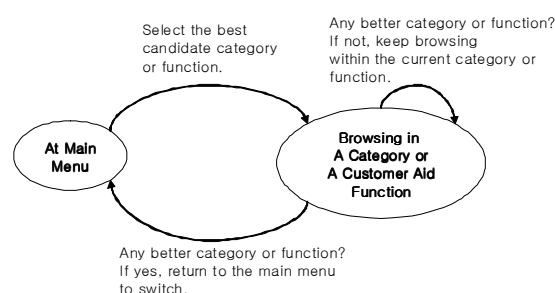 Select the best
candidate category
or function.
Any better category or function?
If not, keep browsing
within the current category or
function.
At Main
Menu
Browsing in
A Category or
A Customer Aid
Function
Any better category or function?
If yes, return to the main menu
to switch.